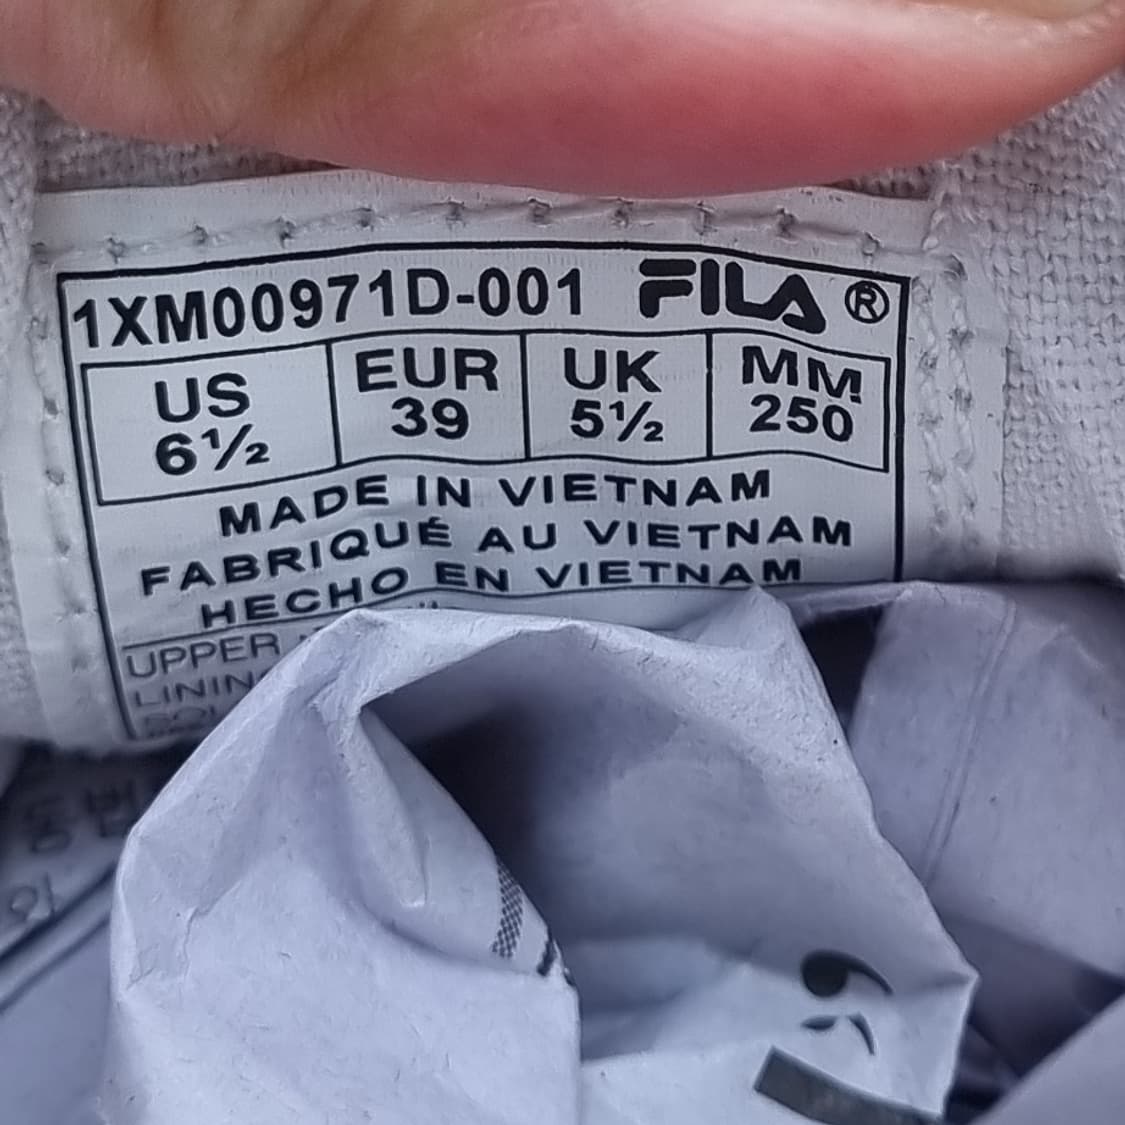 1XM00971D-001 FILA ®
US EUR UK MM
6½ 39 5½ 250
MADE IN VIETNAM
FABRIQUÉ AU VIETNAM
HECHO EN VIETNAM
UPPER